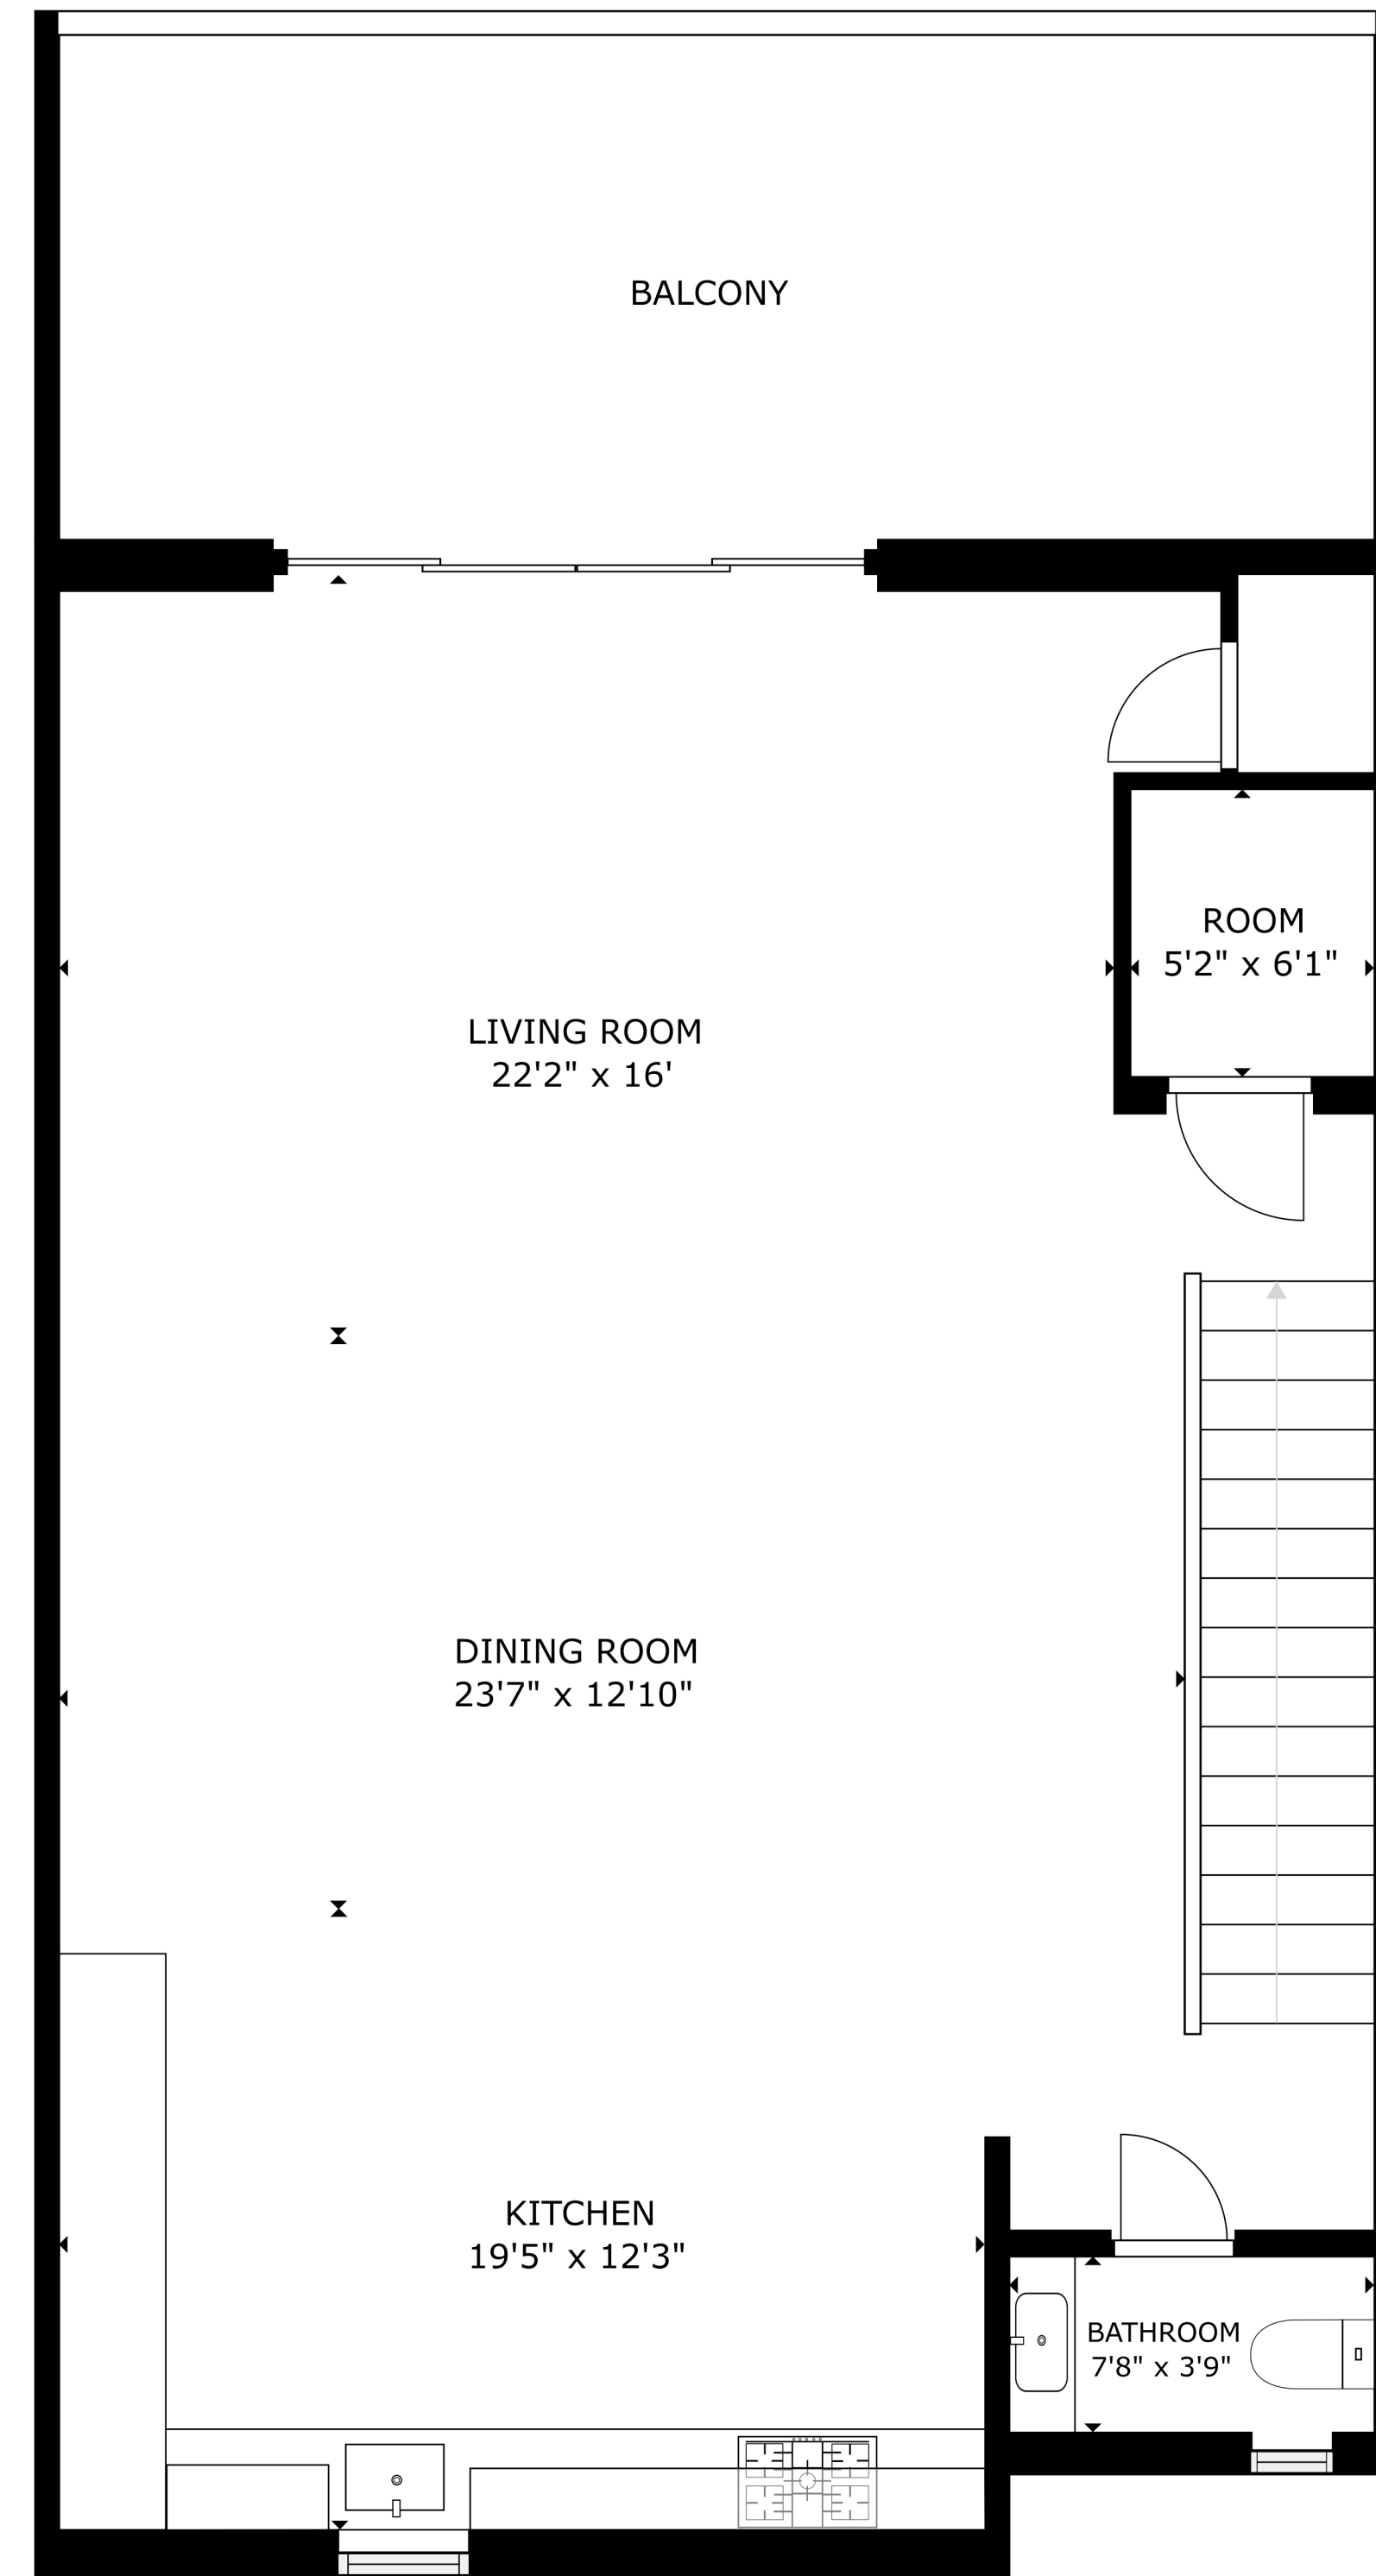 BALCONY
ROOM
5'2" x 6'1"
LIVING ROOM
22'2" x 16'
DINING ROOM
23'7" x 12'10"
KITCHEN
19'5" x 12'3"
BATHROOM
7'8" x 3'9"